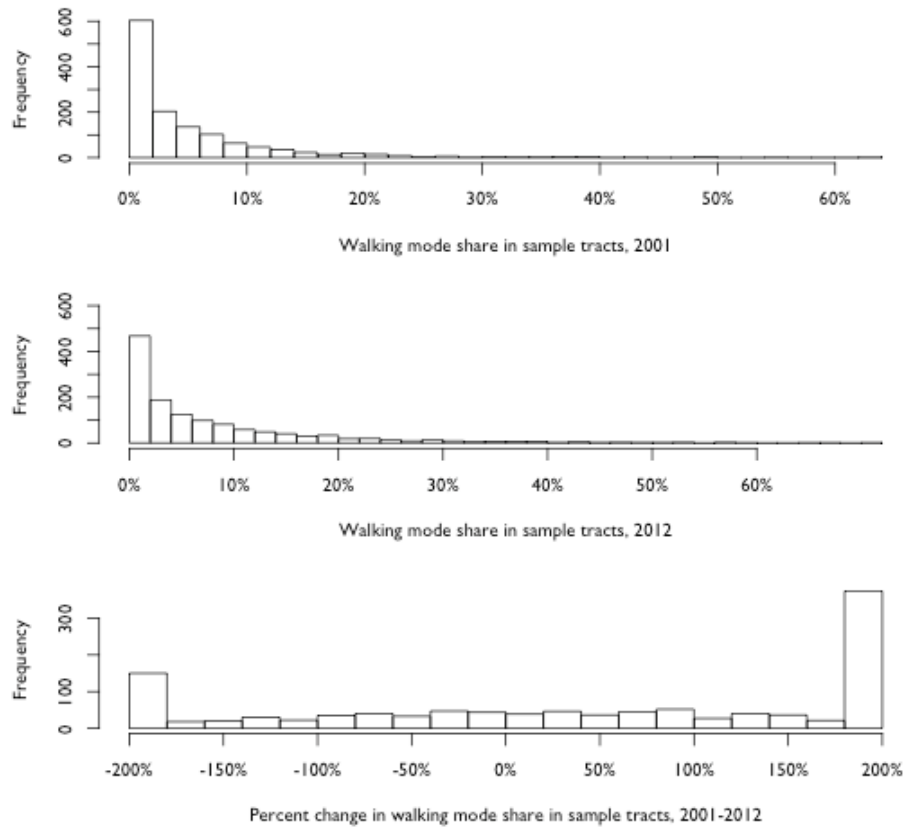 Frequency
0 200 400 600
0% 10% 20% 30% 40% 50% 60%
Walking mode share in sample tracts, 2001
Frequency
0 200 400 600
0% 10% 20% 30% 40% 50% 60%
Walking mode share in sample tracts, 2012
Frequency
0 100 300
-200% -150% -100% -50% 0% 50% 100% 150% 200%
Percent change in walking mode share in sample tracts, 2001-2012